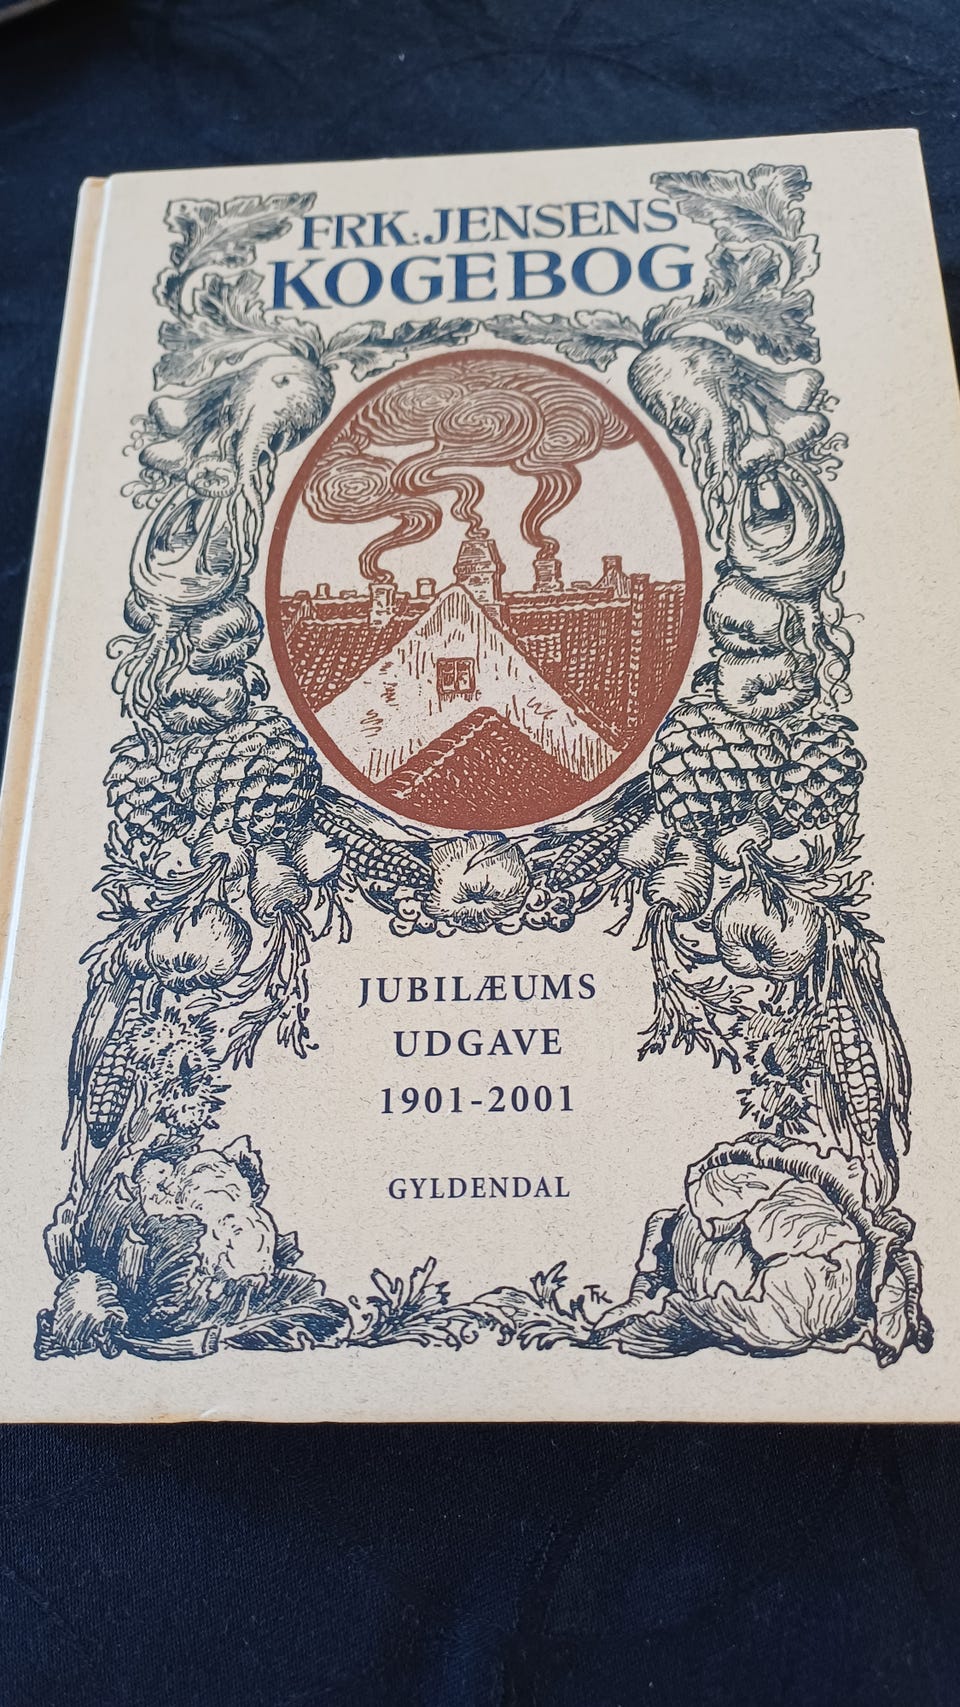 FRK. JENSENS
KOGEBOG
JUBILÆUMS
UDGAVE
1901-2001
GYLDENDAL